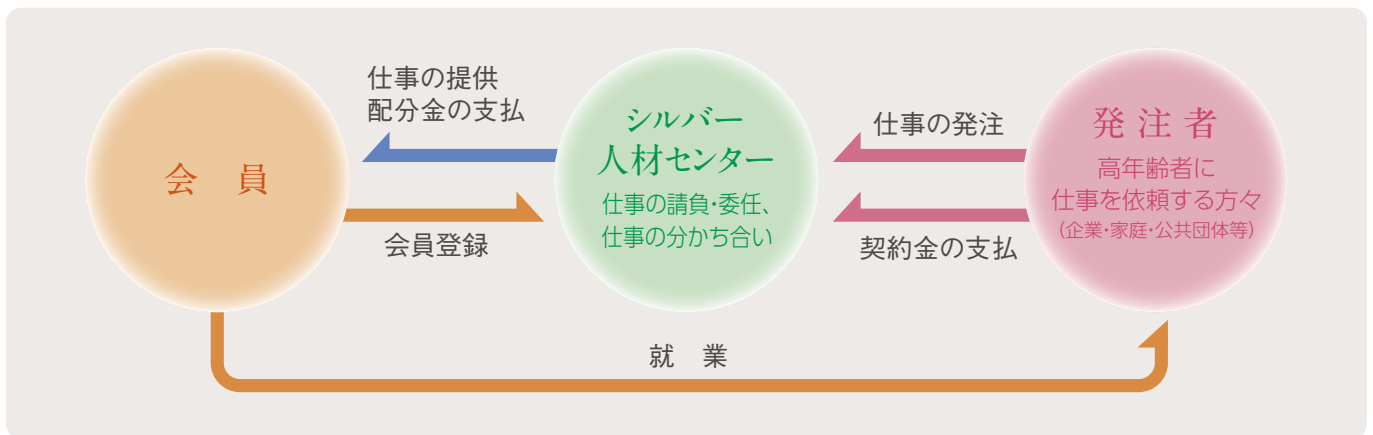 会　員
仕事の提供
配分金の支払
会員登録
シルバー
人材センター
仕事の請負・委任、
仕事の分かち合い
仕事の発注
契約金の支払
発注者
高年齢者に
仕事を依頼する方々
（企業・家庭・公共団体等）
就　業